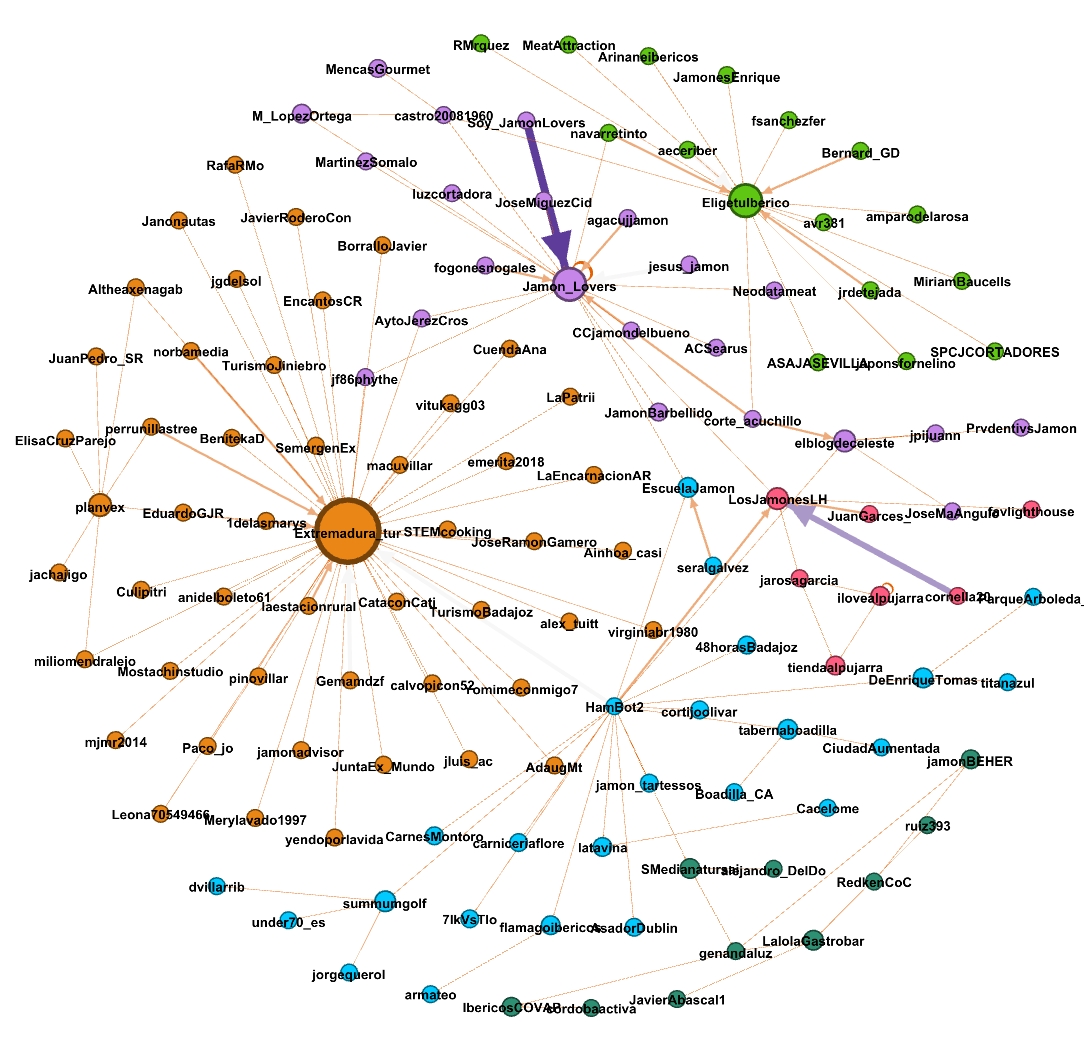 RMrquez
MeatAttraction
Arinaneibericos
MencasGourmet
JamonesEnrique
M_LopezOrtega
castro20081960
Soy_JamonLovers
fsanchezfer
navarretinto
aeceriber
Bernard_GD
RafaRMo
MartinezSomalo
luzcortadora
JoseMiguezCid
EligetuIberico
Janonautas
JavierRoderoCon
agacujjamon
avr381
amparodelarosa
BorralloJavier
fogonesnogales
jesus_jamon
jgdelsol
Altheaxenagab
Jamon_Lovers
Neodatameat
jrdetejada
MiriamBaucells
EncantosCR
AytoJerezCros
CCjamondelbueno
ACSearus
CuendaAna
JuanPedro_SR
norbamedia
TurismoJiniebro
ASAJASEVILLA
japonsfornelino
SPCJCORTADORES
jf86phythe
vitukagg03
LaPatrii
JamonBarbellido
corte_acuchillo
perrunillastree
ElisaCruzParejo
BenitekaD
SemergenEx
elblogdeceleste
jpijuann
PrvdentivsJamon
macuvillar
emerita2018
LaEncarnacionAR
EscuelaJamon
LosJamonesLH
planvex
EduardoGJR
1delasmarys
Extremadura_tur
STEMcooking
JuanGarces_
JoseMaAngulo
favlighthouse
JoseRamonGamero
Ainhoa_casi
seralgalvez
jachajigo
Culipitri
anidelboleto61
laestacionrural
CataconCati
TurismoBadajoz
alex_tuitt
jarosagarcia
ilovealpujarra
cornella20
ParqueArboleda_
virginiabr1980
48horasBadajoz
miliomendralejo
Mostachinstudio
pinovillar
Gemamdzf
calvopicon52
romimeconmigo7
tiendaalpujarra
DeEnriqueTomas
titanazul
HamBot2
cortijoolivar
tabernaboadilla
mjmr2014
Paco_jo
jamonadvisor
JuntaEx_Mundo
jluis_ac
AdaugMt
CiudadAumentada
jamonBEHER
jamon_tartessos
Boadilla_CA
Cacelome
Leona70549466
Merylavado1997
yendoporlavida
CarnesMontoro
carniceriaflore
latavina
rutz393
SMedianatursai
alejandro_DelDo
RedkenCoC
dvillarrib
summumgolf
under70_es
flamagoibericos
AsadorDublin
LalolaGastrobar
genandaluz
jorgequerol
armateo
IbericosCOVAP
cordobaactiva
JavierAbascal1